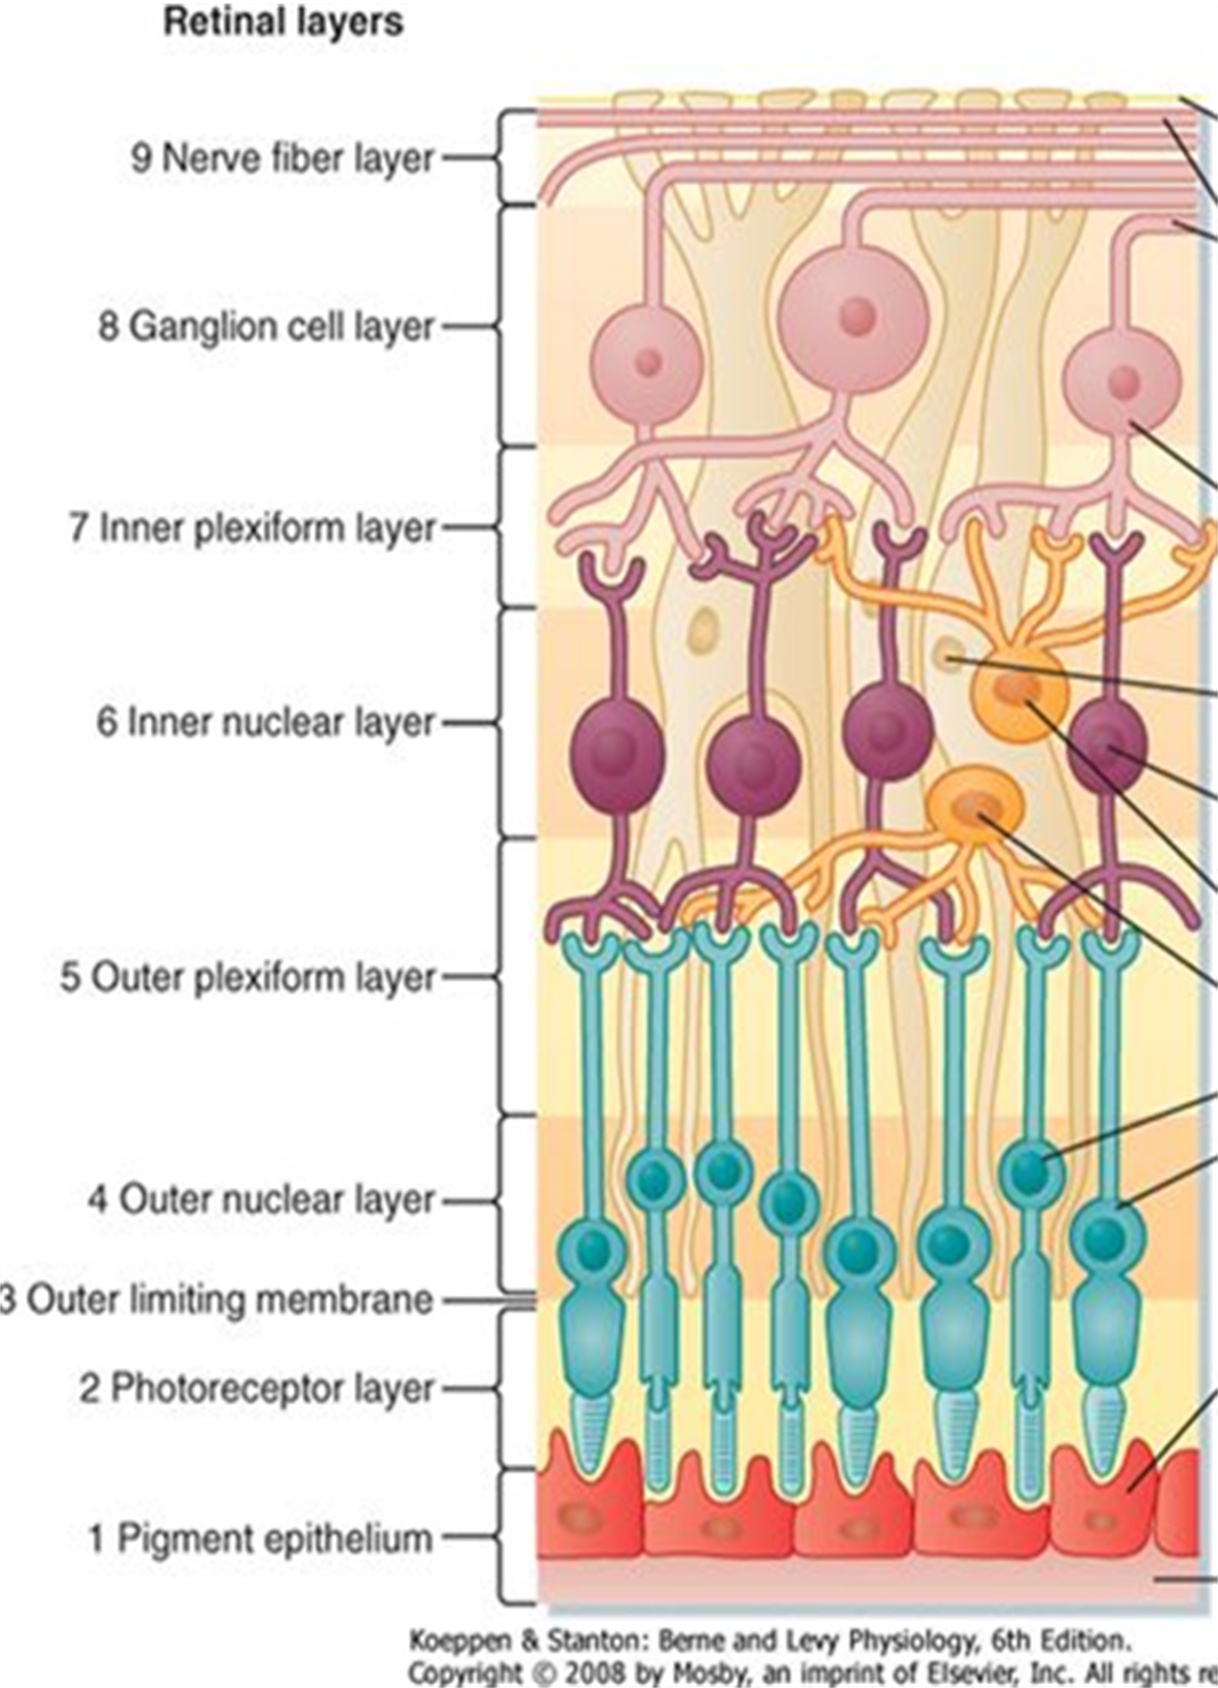 Retinal layers
9 Nerve fiber layer
8 Ganglion cell layer
7 Inner plexiform layer
6 Inner nuclear layer
5 Outer plexiform layer
4 Outer nuclear layer
3 Outer limiting membrane
2 Photoreceptor layer
1 Pigment epithelium
Koeppen & Stanton: Berne and Levy Physiology, 6th Edition.
Copyright © 2008 by Mosby, an imprint of Elsevier, Inc. All rights re